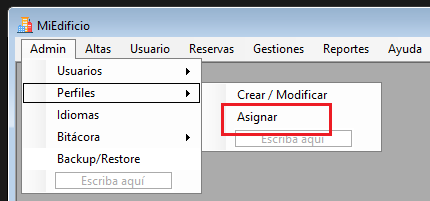 MiEdificio
Admin Altas Usuario Reservas Gestiones Reportes Ayuda
Usuarios
Perfiles
Idiomas
Bitácora
Backup/Restore
Escriba aquí
Crear / Modificar
Asignar
Escriba aquí